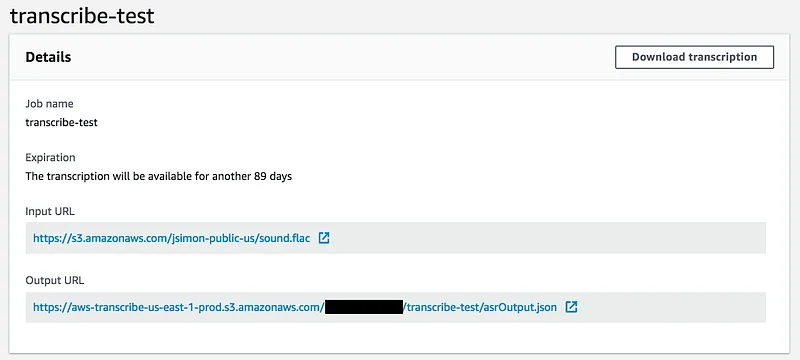 transcribe-test
Details
Download transcription
Job name
transcribe-test
Expiration
The transcription will be available for another 89 days
Input URL
https://s3.amazonaws.com/jsimon-public-us/sound.flac
Output URL
https://aws-transcribe-us-east-1-prod.s3.amazonaws.com/ /transcribe-test/asrOutput.json